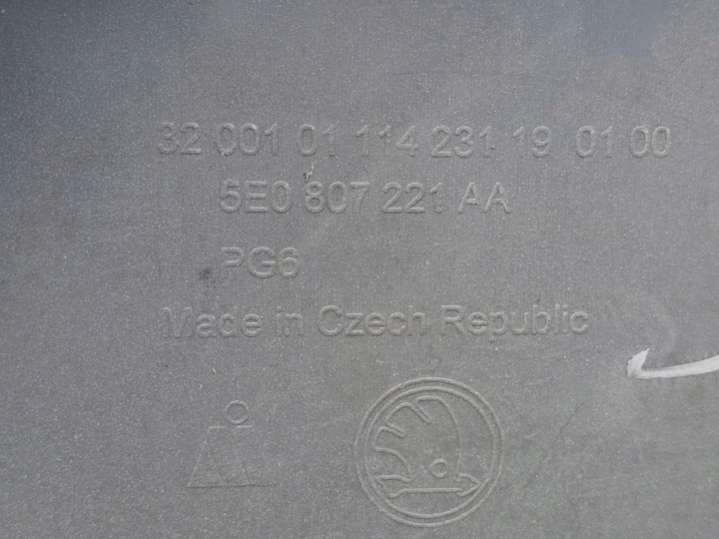 32 001 01 114 231 19 01 00
5E0 807 221 AA
PG6
Made in Czech Republic